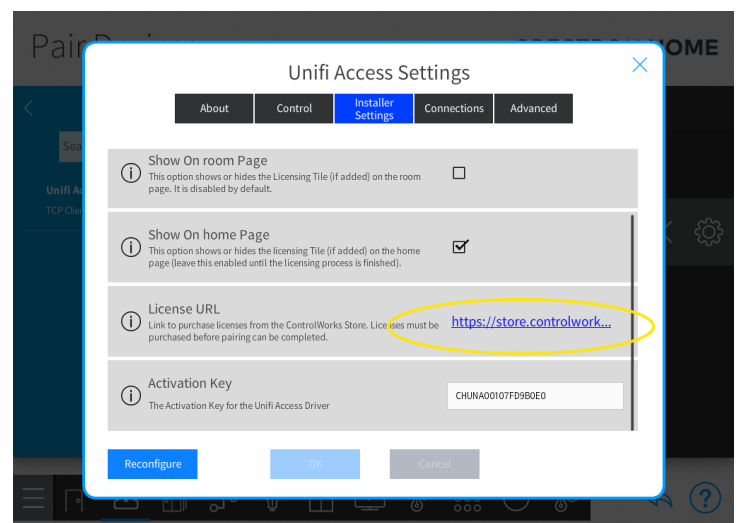 Pair
HOME
Unifi Access Settings
About
Control
Installer
Settings
Connections
Advanced
Sea
Unifi Ac
TCP Clien
Show On room Page
This option shows or hides the Licensing Tile (if added) on the room
page. It is disabled by default.
Show On home Page
This option shows or hides the licensing Tile (if added) on the home
page (leave this enabled until the licensing process is finished).
License URL
Link to purchase licenses from the ControlWorks Store. Licenses must be
purchased before pairing can be completed.
https://store.controlwork...
Activation Key
The Activation Key for the Unifi Access Driver
CHUNA00107FD9B0E0
Reconfigure
OK
Cancel